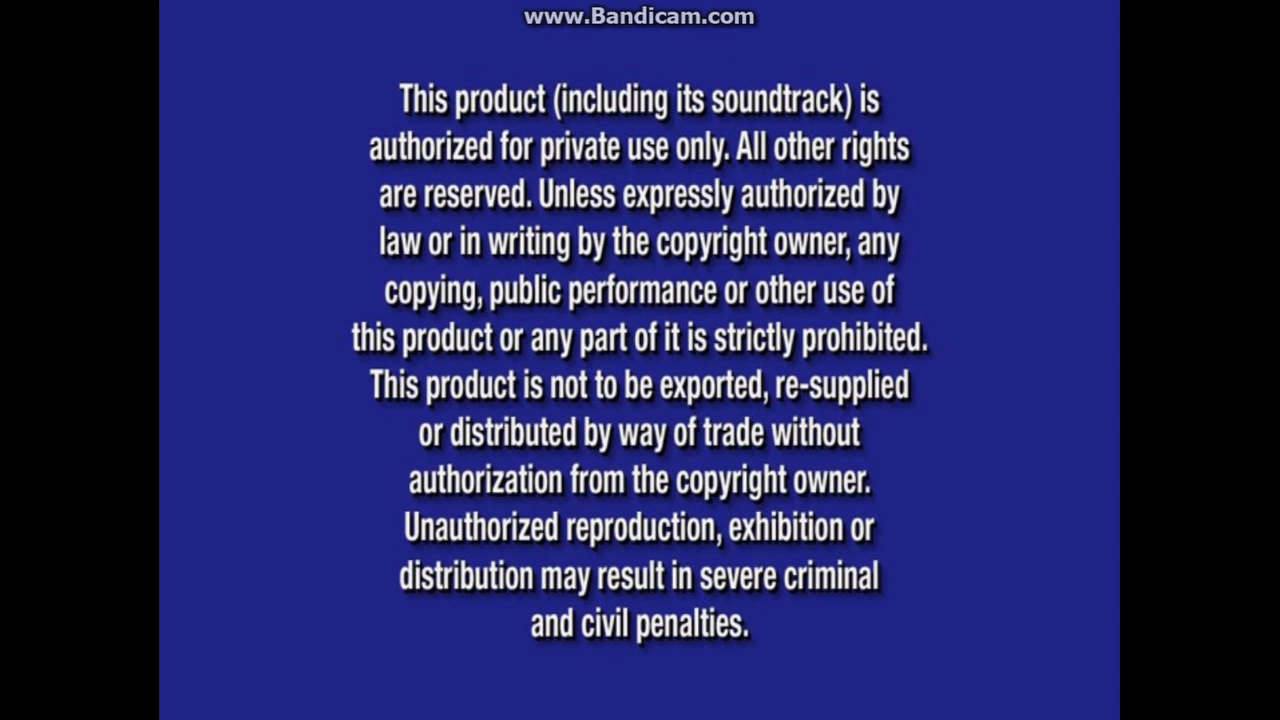 www.Bandicam.com
This product (including its soundtrack) is
authorized for private use only. All other rights
are reserved. Unless expressly authorized by
law or in writing by the copyright owner, any
copying, public performance or other use of
this product or any part of it is strictly prohibited.
This product is not to be exported, re-supplied
or distributed by way of trade without
authorization from the copyright owner.
Unauthorized reproduction, exhibition or
distribution may result in severe criminal
and civil penalties.